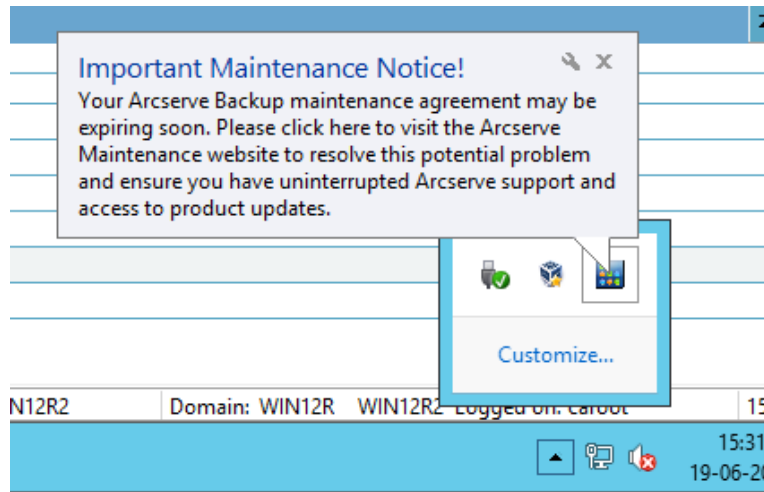 Important Maintenance Notice!
Your Arcserve Backup maintenance agreement may be
expiring soon. Please click here to visit the Arcserve
Maintenance website to resolve this potential problem
and ensure you have uninterrupted Arcserve support and
access to product updates.
Customize...
N12R2 Domain: WIN12R WIN12R2 Logged on: caroot 15
15:31
19-06-20